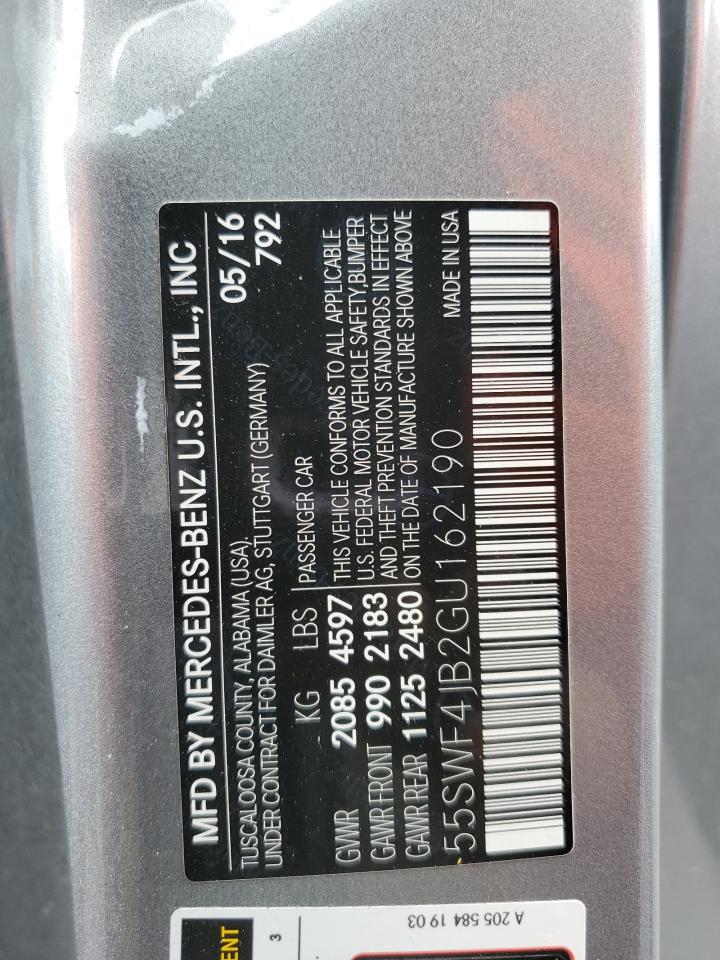 MFD BY MERCEDES-BENZ U.S. INTL., INC
TUSCALOOSA COUNTY, ALABAMA (USA), 05/16
UNDER CONTRACT FOR DAIMLER AG, STUTTGART (GERMANY) 792
KG LBS PASSENGER CAR
GVWR 2085 4597 THIS VEHICLE CONFORMS TO ALL APPLICABLE
GAWR FRONT 990 2183 U.S. FEDERAL MOTOR VEHICLE SAFETY,BUMPER
AND THEFT PREVENTION STANDARDS IN EFFECT
GAWR REAR 1125 2480 ON THE DATE OF MANUFACTURE SHOWN ABOVE
55SWF4JB2GU162190 MADE IN USA
A 205 584 19 03
3